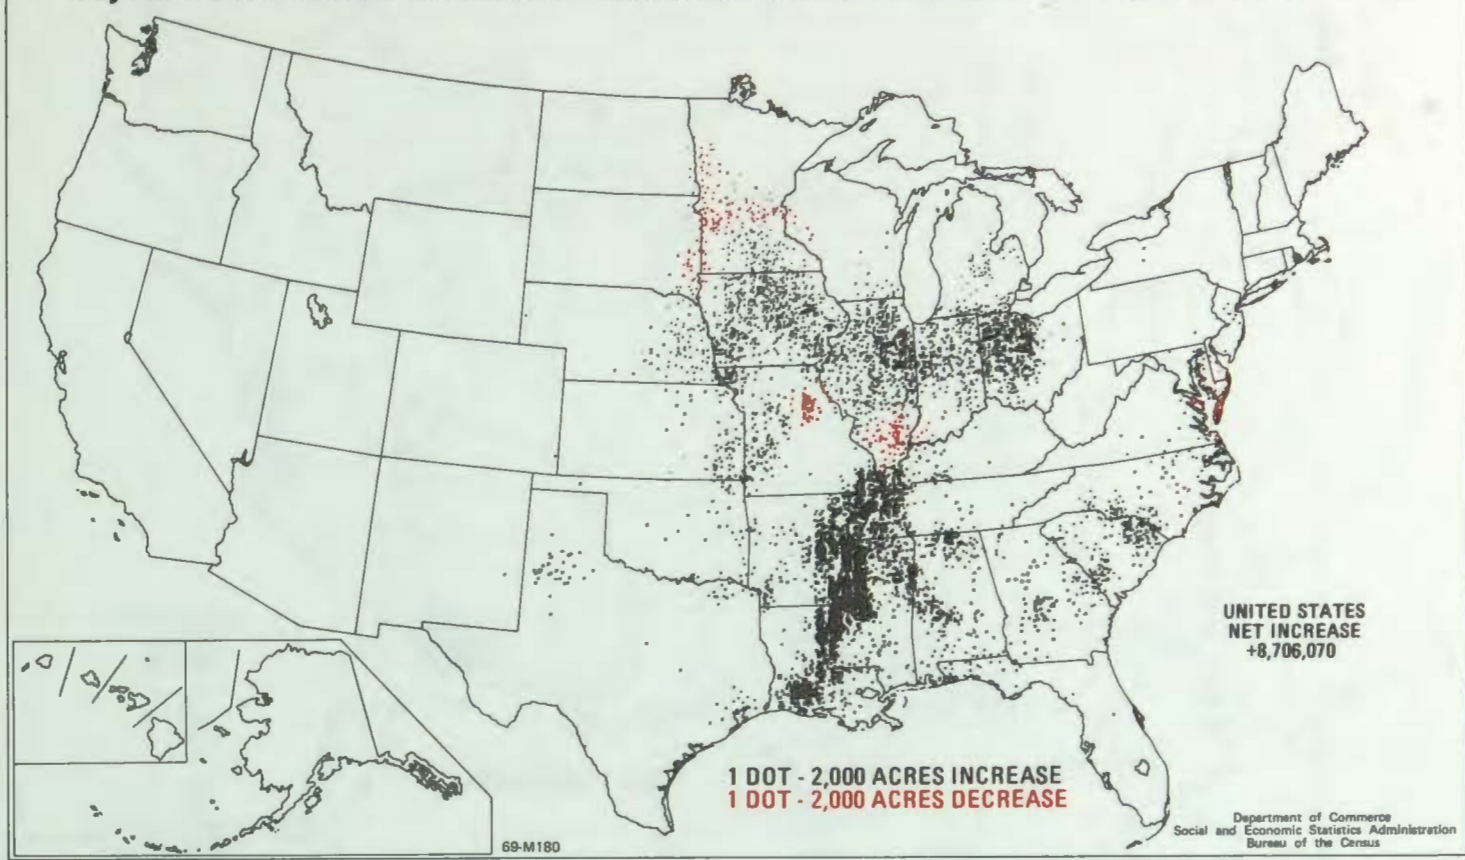 UNITED STATES
NET INCREASE
+8,706,070
1 DOT - 2,000 ACRES INCREASE
1 DOT - 2,000 ACRES DECREASE
Department of Commerce
Social and Economic Statistics Administration
Bureau of the Census
69-M180